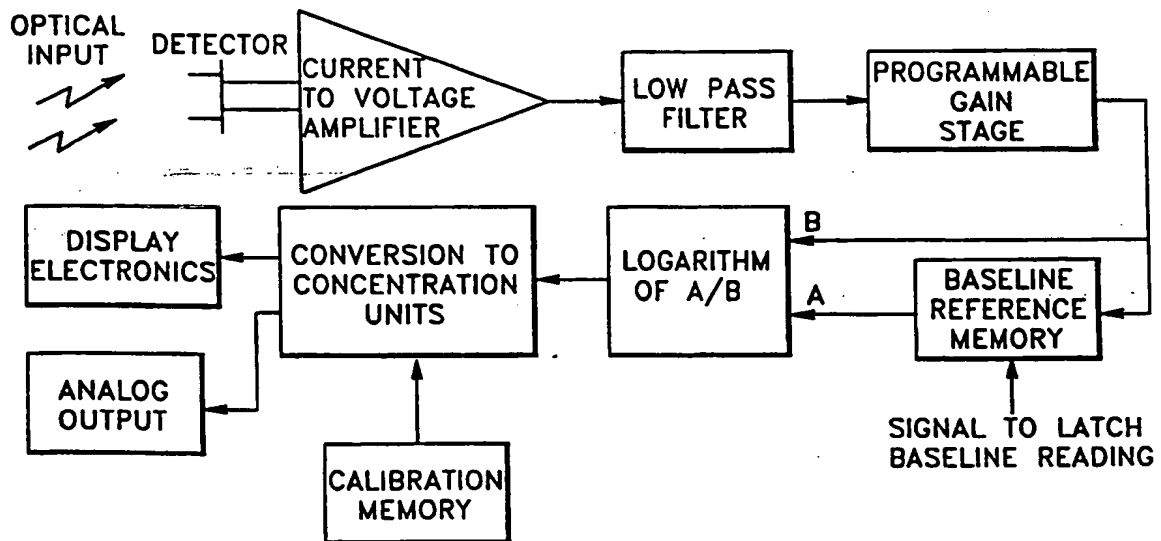 OPTICAL
INPUT
DETECTOR
CURRENT
TO VOLTAGE
AMPLIFIER
LOW PASS
FILTER
PROGRAMMABLE
GAIN
STAGE
DISPLAY
ELECTRONICS
CONVERSION TO
CONCENTRATION
UNITS
LOGARITHM
OF A/B
B
A
BASELINE
REFERENCE
MEMORY
ANALOG
OUTPUT
CALIBRATION
MEMORY
SIGNAL TO LATCH
BASELINE READING